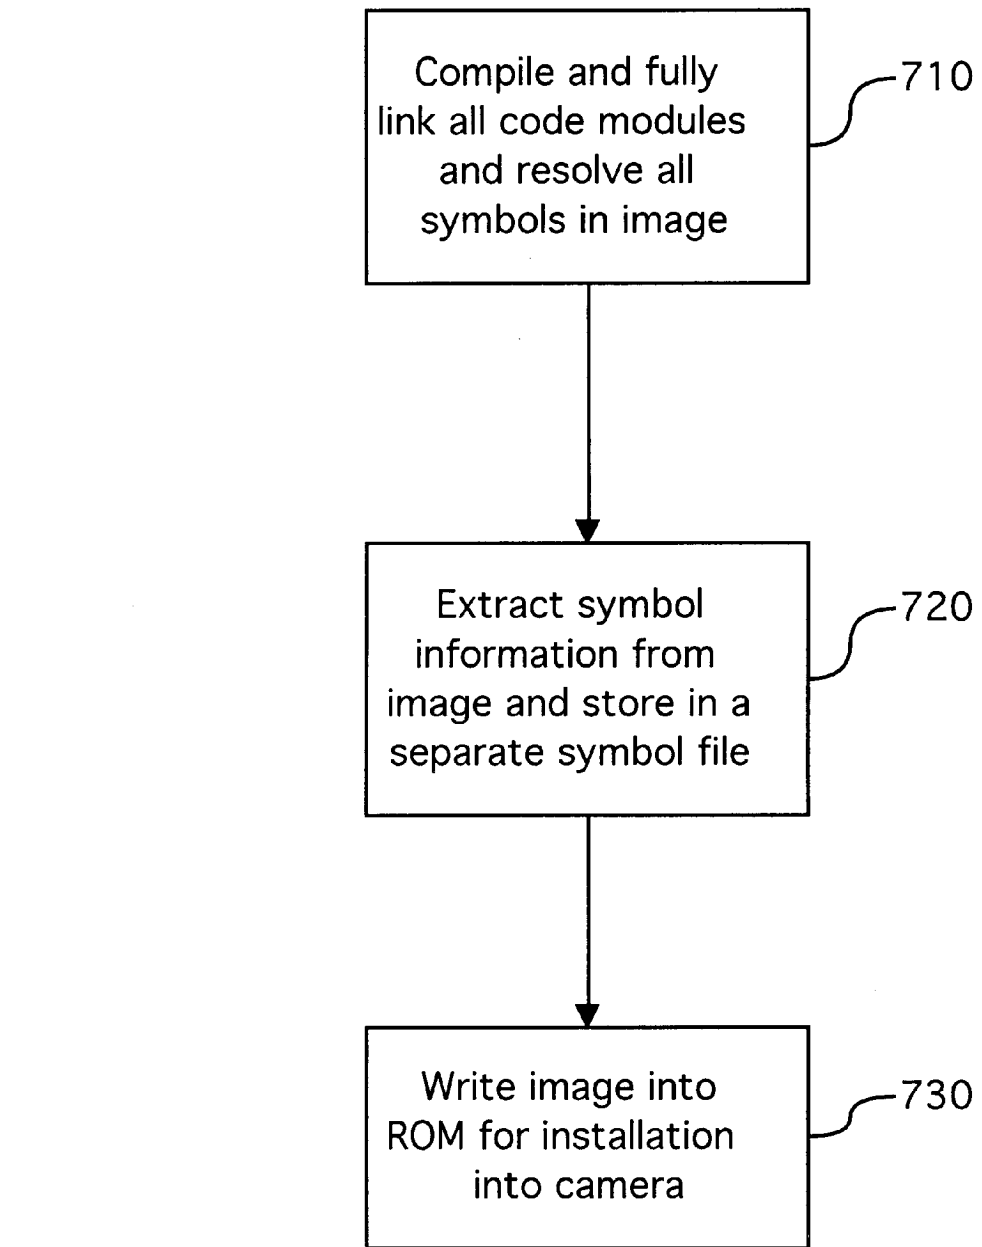 Compile and fully
link all code modules
and resolve all
symbols in image
710
Extract symbol
information from
image and store in a
separate symbol file
720
Write image into
ROM for installation
into camera
730